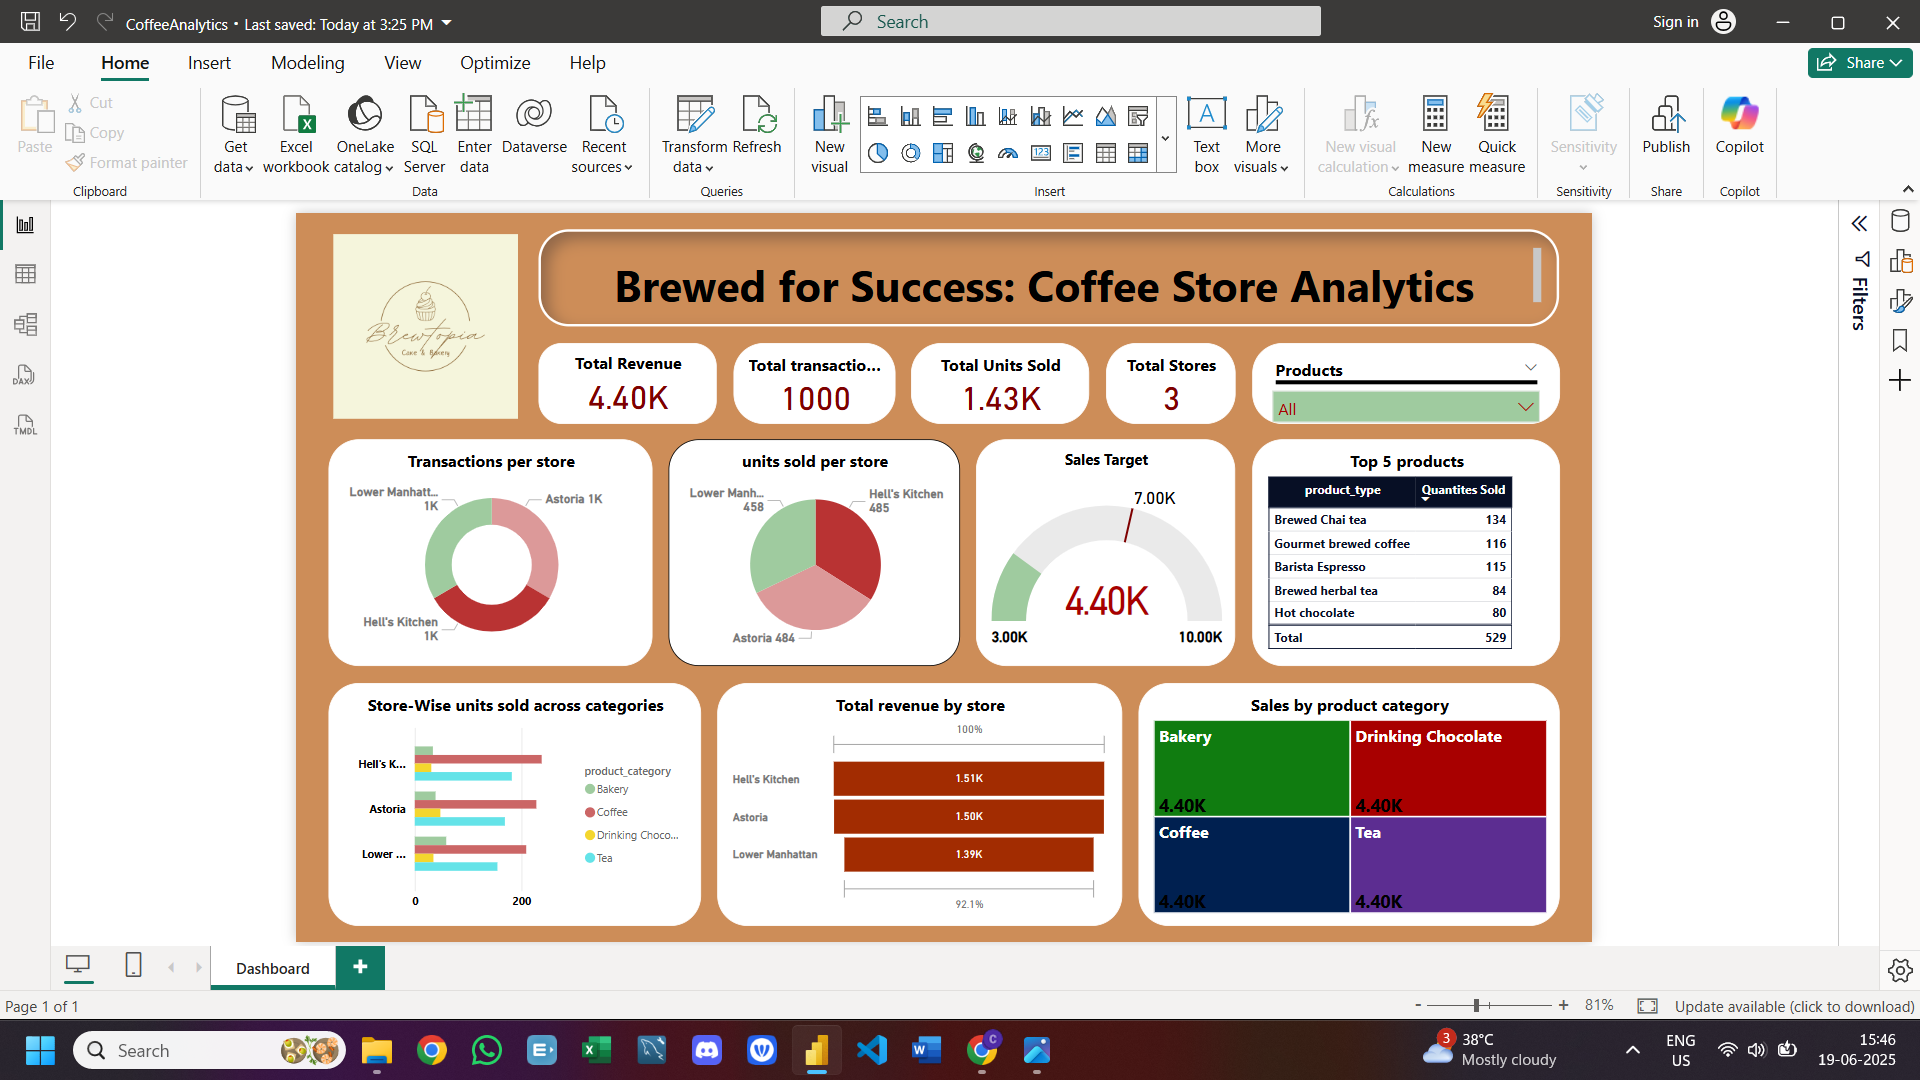 CoffeeAnalytics • Last saved: Today at 3:25 PM
Search
Sign in
File
Home
Insert
Modeling
View
Optimize
Help
Share
Paste
Cut
Copy
Format painter
Clipboard
Get data
Excel workbook
OneLake catalog
SQL Server
Enter data
Dataverse
Recent sources
Data
Transform data
Refresh
Queries
New visual
Text box
More visuals
Insert
New visual calculation
New measure
Quick measure
Calculations
Sensitivity
Sensitivity
Publish
Share
Copilot
Copilot
DAX
TMDL
Filters
Brewtopia
Cake & Bakery
Brewed for Success: Coffee Store Analytics
Total Revenue
4.40K
Total transactio...
1000
Total Units Sold
1.43K
Total Stores
3
Products
All
Transactions per store
Lower Manhatt... 1K
Astoria 1K
Hell's Kitchen 1K
units sold per store
Lower Manh... 458
Hell's Kitchen 485
Astoria 484
Sales Target
7.00K
4.40K
3.00K
10.00K
Top 5 products
product_type Quantites Sold
Brewed Chai tea 134
Gourmet brewed coffee 116
Barista Espresso 115
Brewed herbal tea 84
Hot chocolate 80
Total 529
Store-Wise units sold across categories
Hell's K...
Astoria
Lower ...
0 200
product_category
Bakery
Coffee
Drinking Choco...
Tea
Total revenue by store
100%
Hell's Kitchen 1.51K
Astoria 1.50K
Lower Manhattan 1.39K
92.1%
Sales by product category
Bakery
4.40K
Drinking Chocolate
4.40K
Coffee
4.40K
Tea
4.40K
Dashboard
Page 1 of 1
- + 81%
Update available (click to download)
Search
3
38°C
Mostly cloudy
ENG
US
15:46
19-06-2025